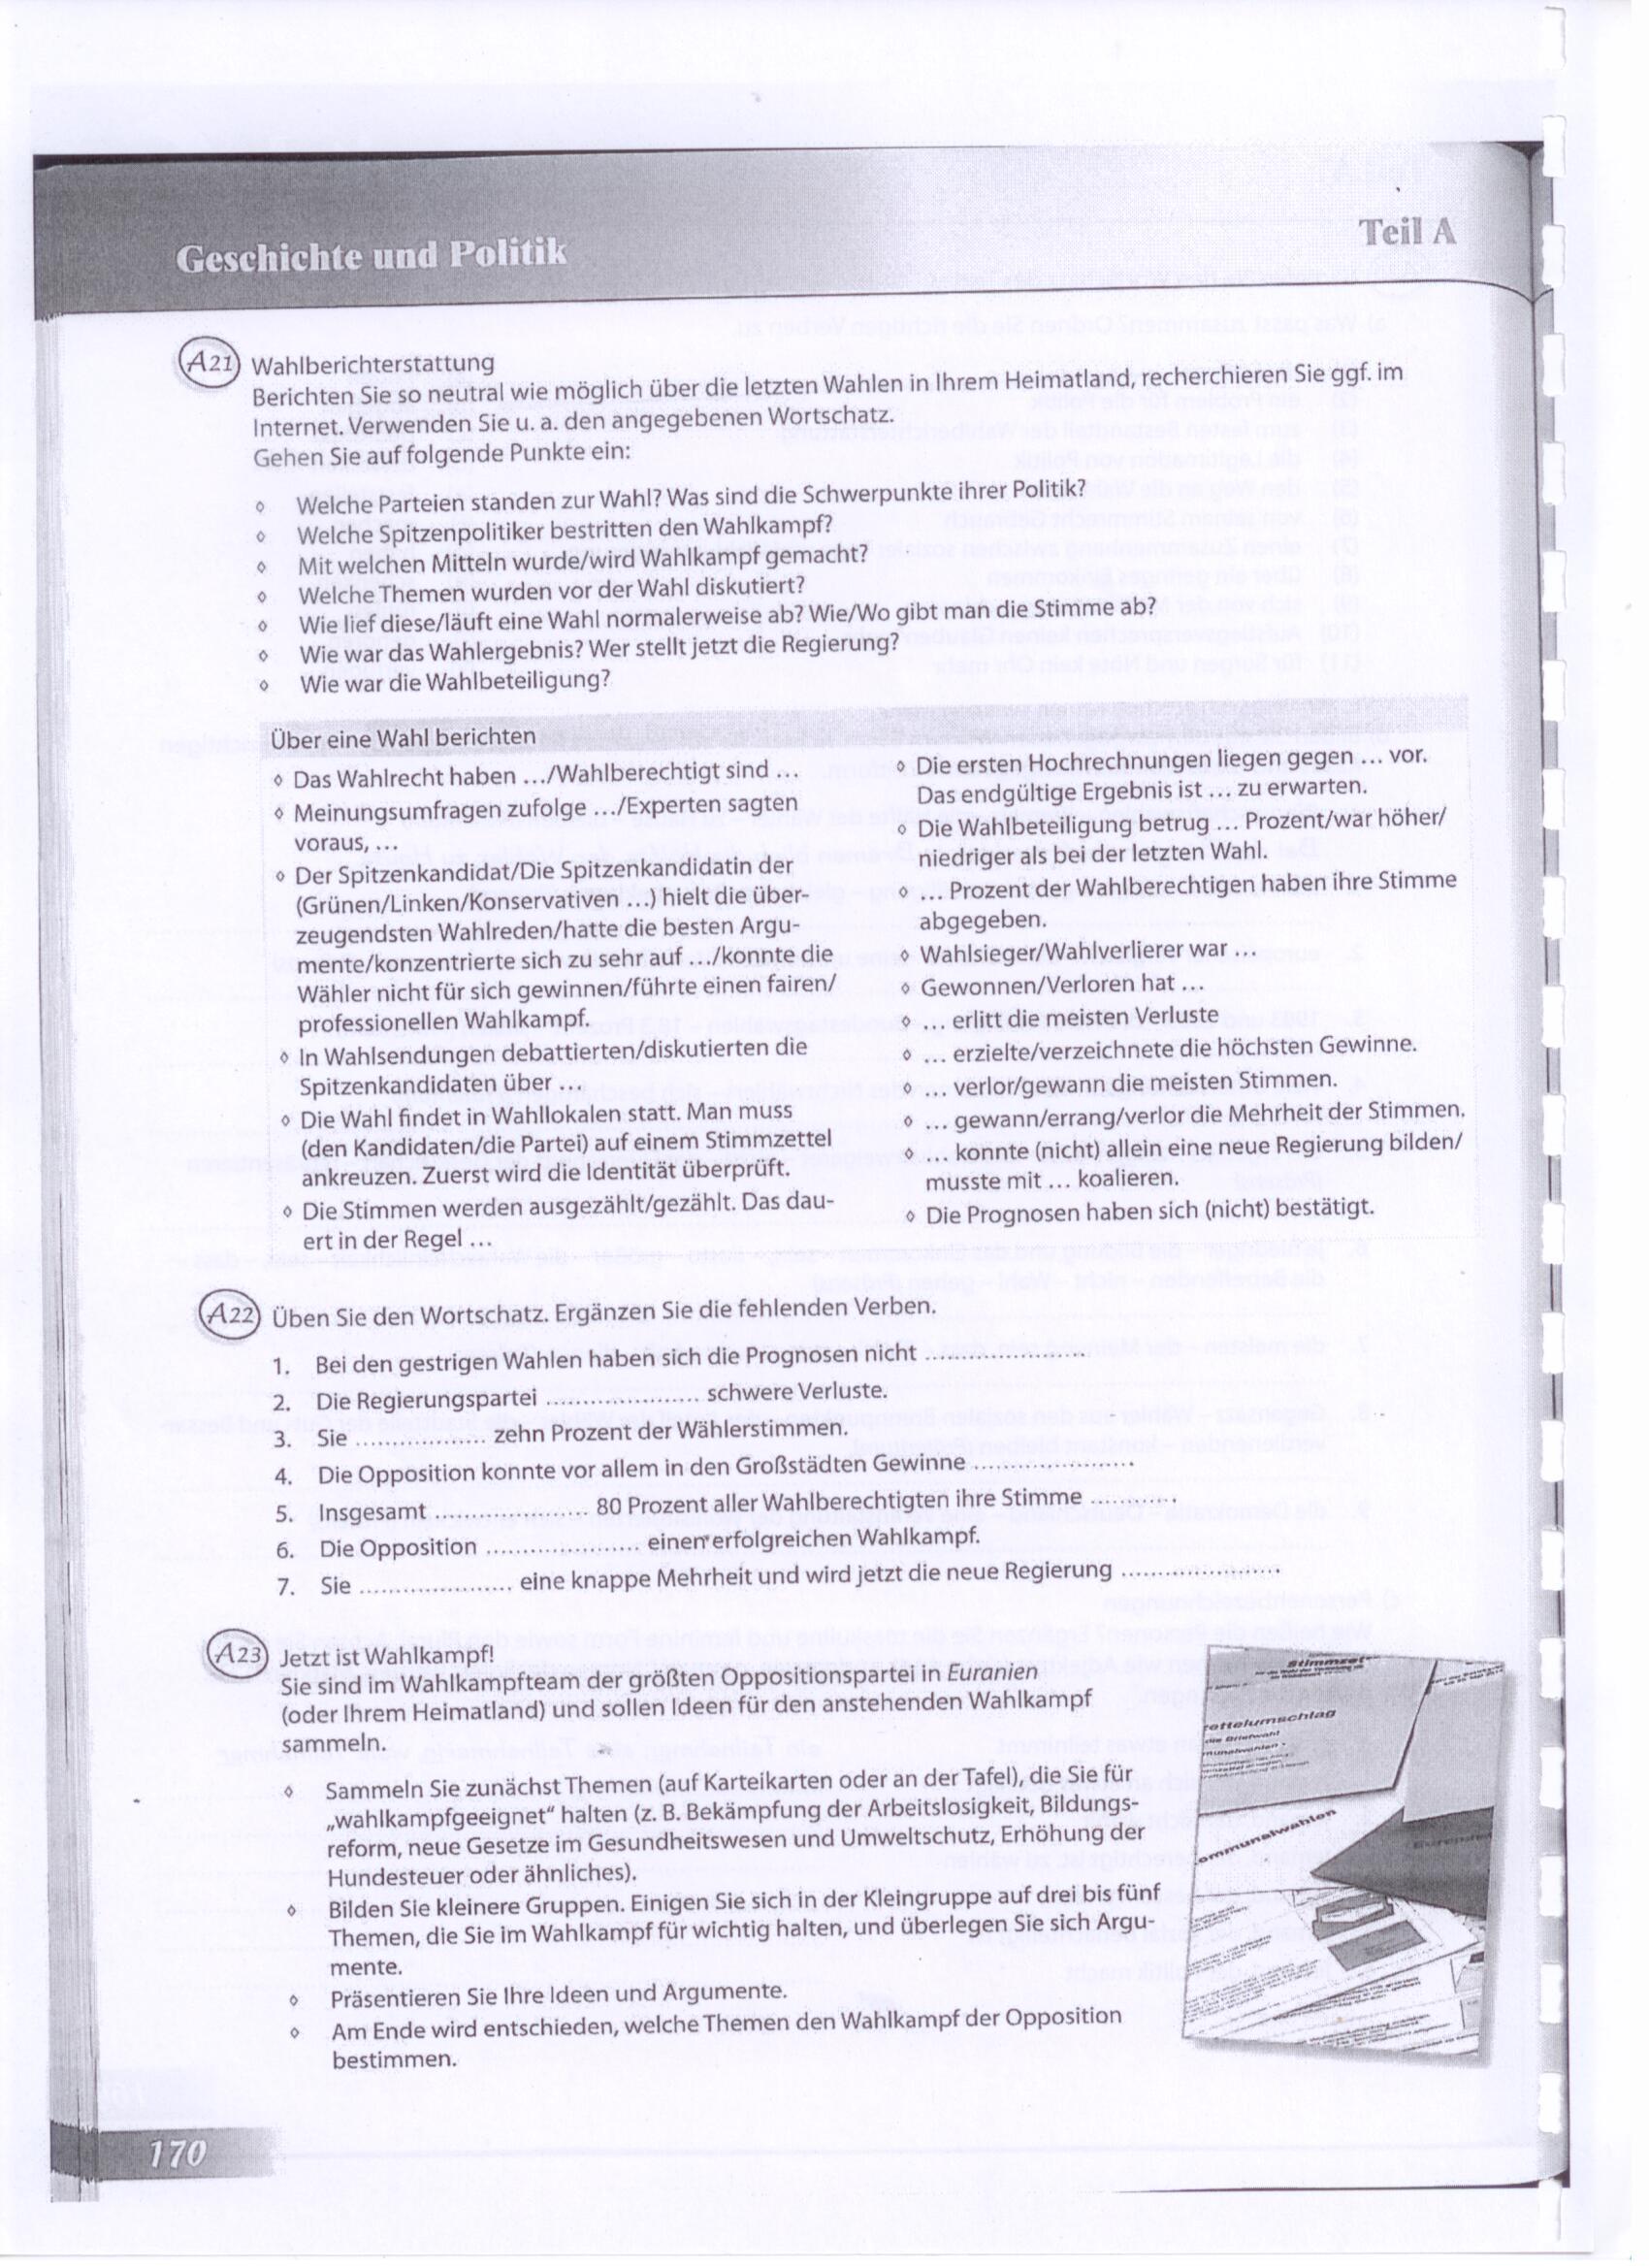 Teil A
Geschichte und Politik
A21
Wahlberichterstattung
Berichten Sie so neutral wie möglich über die letzten Wahlen in Ihrem Heimatland, recherchieren Sie ggf. im
Internet. Verwenden Sie u. a. den angegebenen Wortschatz.
Gehen Sie auf folgende Punkte ein:
◊ Welche Parteien standen zur Wahl? Was sind die Schwerpunkte ihrer Politik?
◊ Welche Spitzenpolitiker bestritten den Wahlkampf?
◊ Mit welchen Mitteln wurde/wird Wahlkampf gemacht?
◊ Welche Themen wurden vor der Wahl diskutiert?
◊ Wie lief diese/läuft eine Wahl normalerweise ab? Wie/Wo gibt man die Stimme ab?
◊ Wie war das Wahlergebnis? Wer stellt jetzt die Regierung?
◊ Wie war die Wahlbeteiligung?
Über eine Wahl berichten
◊ Das Wahlrecht haben .../Wahlberechtigt sind ...
◊ Meinungsumfragen zufolge .../Experten sagten
voraus, ...
◊ Der Spitzenkandidat/Die Spitzenkandidatin der
(Grünen/Linken/Konservativen ...) hielt die über-
zeugendsten Wahlreden/hatte die besten Argu-
mente/konzentrierte sich zu sehr auf .../konnte die
Wähler nicht für sich gewinnen/führte einen fairen/
professionellen Wahlkampf.
◊ In Wahlsendungen debattierten/diskutierten die
Spitzenkandidaten über ...
◊ Die Wahl findet in Wahllokalen statt. Man muss
(den Kandidaten/die Partei) auf einem Stimmzettel
ankreuzen. Zuerst wird die Identität überprüft.
◊ Die Stimmen werden ausgezählt/gezählt. Das dau-
ert in der Regel ...
◊ Die ersten Hochrechnungen liegen gegen ... vor.
Das endgültige Ergebnis ist ... zu erwarten.
◊ Die Wahlbeteiligung betrug ... Prozent/war höher/
niedriger als bei der letzten Wahl.
◊ ... Prozent der Wahlberechtigen haben ihre Stimme
abgegeben.
◊ Wahlsieger/Wahlverlierer war ...
◊ Gewonnen/Verloren hat ...
◊ ... erlitt die meisten Verluste
◊ ... erzielte/verzeichnete die höchsten Gewinne.
◊ ... verlor/gewann die meisten Stimmen.
◊ ... gewann/errang/verlor die Mehrheit der Stimmen.
◊ ... konnte (nicht) allein eine neue Regierung bilden/
musste mit ... koalieren.
◊ Die Prognosen haben sich (nicht) bestätigt.
A22
Üben Sie den Wortschatz. Ergänzen Sie die fehlenden Verben.
1. Bei den gestrigen Wahlen haben sich die Prognosen nicht ....................
2. Die Regierungspartei .................... schwere Verluste.
3. Sie .................... zehn Prozent der Wählerstimmen.
4. Die Opposition konnte vor allem in den Großstädten Gewinne ....................
5. Insgesamt .................... 80 Prozent aller Wahlberechtigten ihre Stimme ............
6. Die Opposition .................... einen erfolgreichen Wahlkampf.
7. Sie .................... eine knappe Mehrheit und wird jetzt die neue Regierung ....................
A23
Jetzt ist Wahlkampf!
Sie sind im Wahlkampfteam der größten Oppositionspartei in Euranien
(oder Ihrem Heimatland) und sollen Ideen für den anstehenden Wahlkampf
sammeln.
◊ Sammeln Sie zunächst Themen (auf Karteikarten oder an der Tafel), die Sie für
„wahlkampfgeeignet“ halten (z. B. Bekämpfung der Arbeitslosigkeit, Bildungs-
reform, neue Gesetze im Gesundheitswesen und Umweltschutz, Erhöhung der
Hundesteuer oder ähnliches).
◊ Bilden Sie kleinere Gruppen. Einigen Sie sich in der Kleingruppe auf drei bis fünf
Themen, die Sie im Wahlkampf für wichtig halten, und überlegen Sie sich Argu-
mente.
◊ Präsentieren Sie Ihre Ideen und Argumente.
◊ Am Ende wird entschieden, welche Themen den Wahlkampf der Opposition
bestimmen.
170